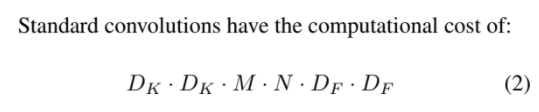 Standard convolutions have the computational cost of:
D_K · D_K · M · N · D_F · D_F (2)